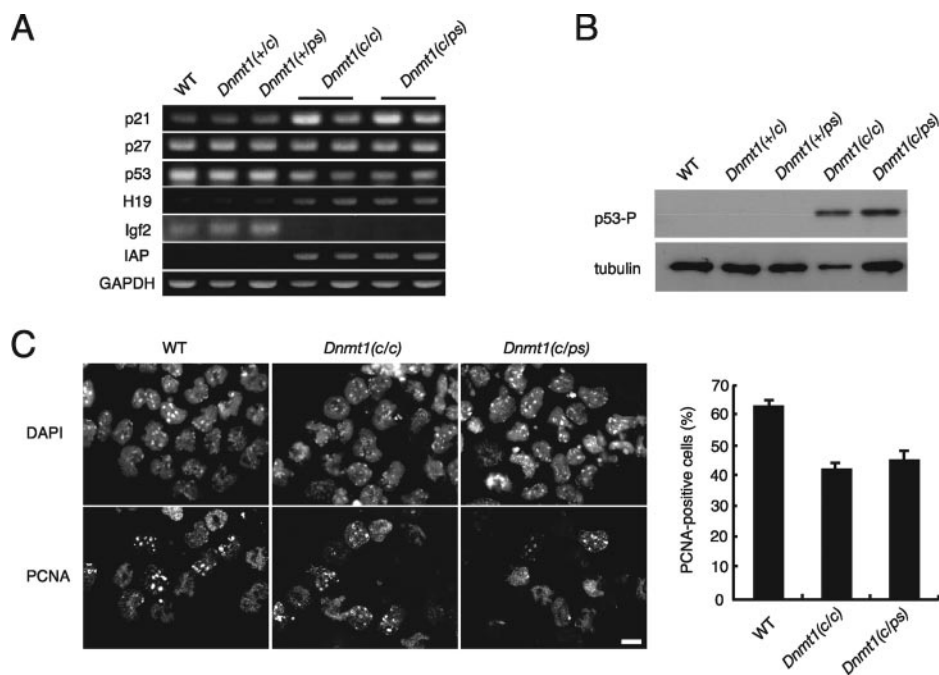 A
WT
Dnmt1(+/c)
Dnmt1(+/ps)
Dnmt1(c/c)
Dnmt1(c/ps)
p21
p27
p53
H19
Igf2
IAP
GAPDH
B
WT
Dnmt1(+/c)
Dnmt1(+/ps)
Dnmt1(c/c)
Dnmt1(c/ps)
p53-P
tubulin
C
WT
Dnmt1(c/c)
Dnmt1(c/ps)
DAPI
PCNA
PCNA-positive cells (%)
70
60
50
40
30
20
10
0
WT
Dnmt1(c/c)
Dnmt1(c/ps)